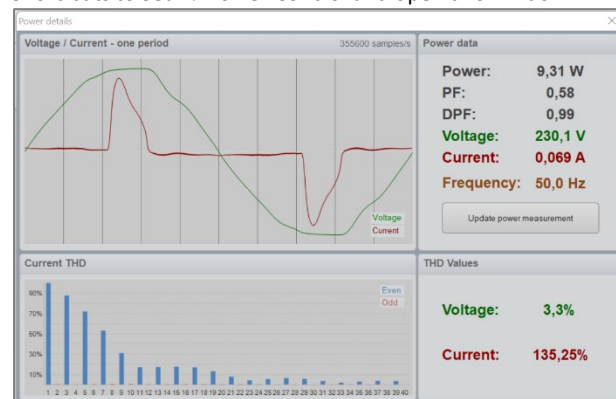 Power details
Voltage / Current - one period
355600 samples/s
Voltage
Current
Power data
Power: 9,31 W
PF: 0,58
DPF: 0,99
Voltage: 230,1 V
Current: 0,069 A
Frequency: 50,0 Hz
Update power measurement
Current THD
90%
70%
50%
30%
10%
Even
Odd
1 2 3 4 5 6 7 8 9 10 11 12 13 14 15 16 17 18 19 20 21 22 23 24 25 26 27 28 29 30 31 32 33 34 35 36 37 38 39 40
THD Values
Voltage: 3,3%
Current: 135,25%